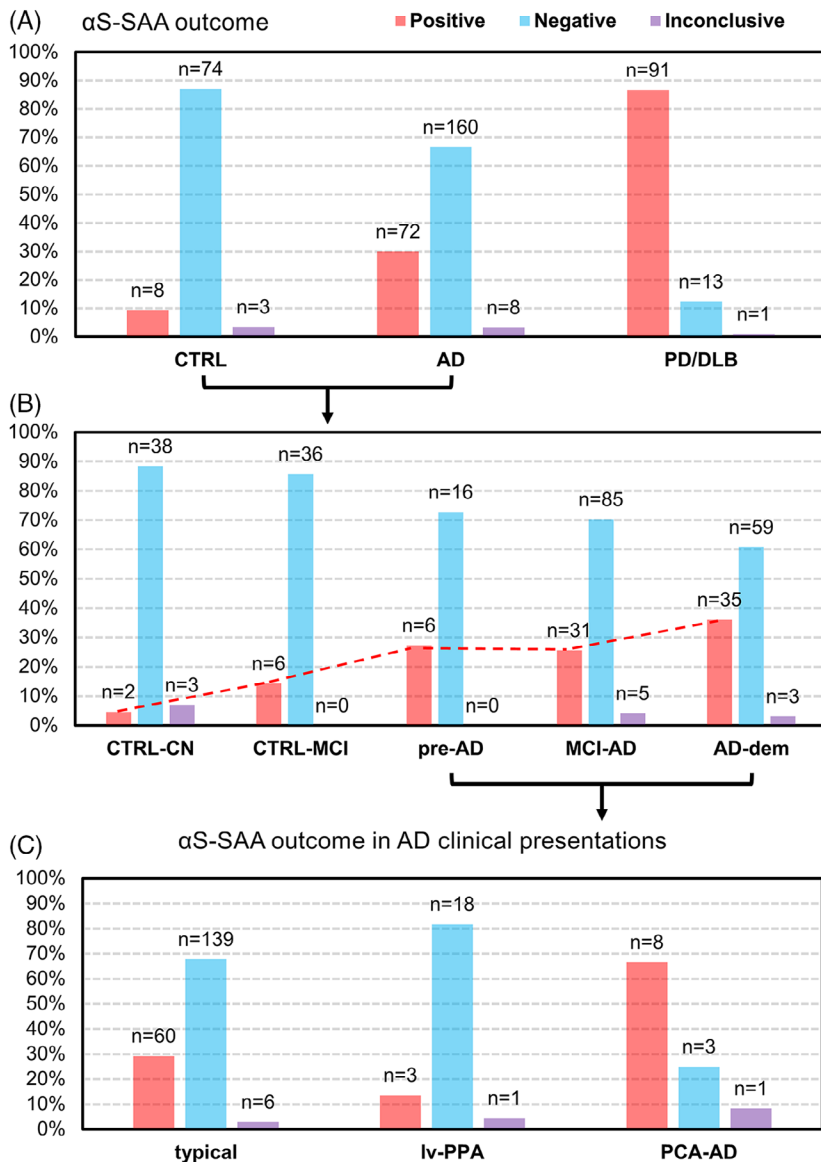 (A) αS-SAA outcome Positive Negative Inconclusive
100%
90%
80%
70%
60%
50%
40%
30%
20%
10%
0%
n=8
n=74
n=3
n=72
n=160
n=8
n=91
n=13
n=1
CTRL AD PD/DLB
(B)
100%
90%
80%
70%
60%
50%
40%
30%
20%
10%
0%
n=2
n=38
n=3
n=6
n=36
n=0
n=6
n=16
n=0
n=31
n=85
n=5
n=35
n=59
n=3
CTRL-CN CTRL-MCI pre-AD MCI-AD AD-dem
(C) αS-SAA outcome in AD clinical presentations
100%
90%
80%
70%
60%
50%
40%
30%
20%
10%
0%
n=60
n=139
n=6
n=3
n=18
n=1
n=8
n=3
n=1
typical lv-PPA PCA-AD